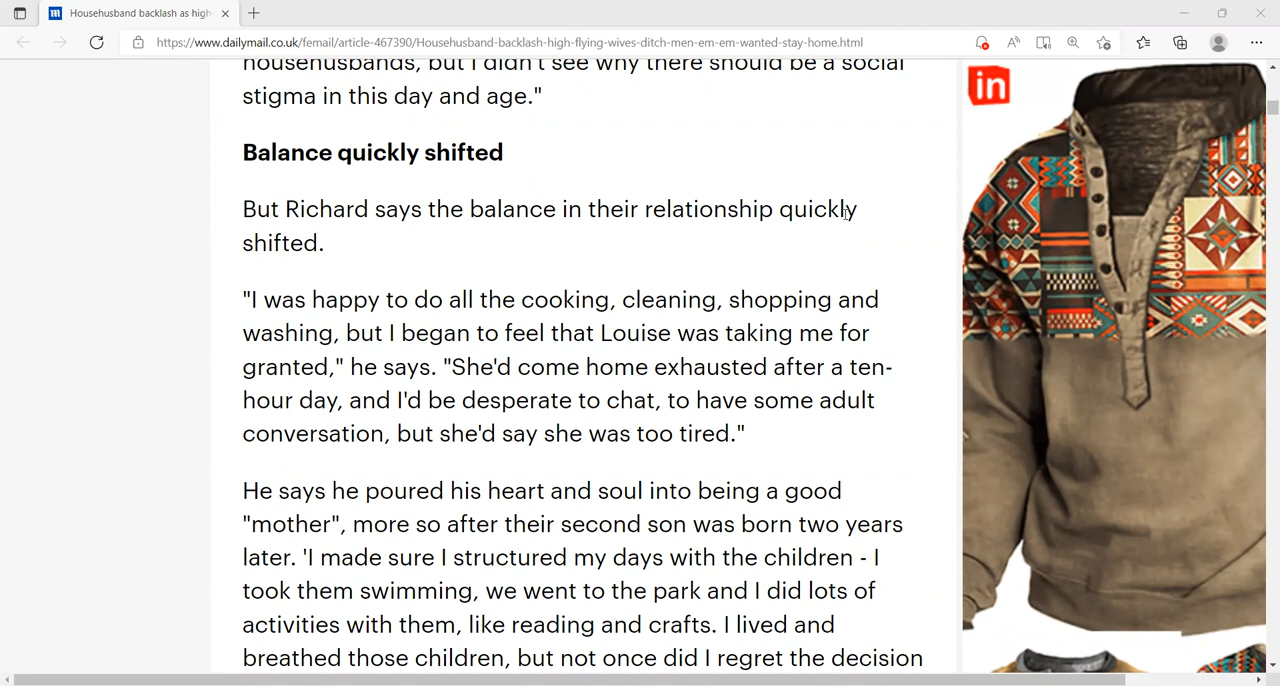 Househusband backlash as high
https://www.dailymail.co.uk/femail/article-467390/Househusband-backlash-high-flying-wives-ditch-men-em-em-wanted-stay-home.html
househusbands, but I didn't see why there should be a social
stigma in this day and age."
in
Balance quickly shifted
But Richard says the balance in their relationship quickly
shifted.
"I was happy to do all the cooking, cleaning, shopping and
washing, but I began to feel that Louise was taking me for
granted," he says. "She'd come home exhausted after a ten-
hour day, and I'd be desperate to chat, to have some adult
conversation, but she'd say she was too tired."
He says he poured his heart and soul into being a good
"mother", more so after their second son was born two years
later. 'I made sure I structured my days with the children - I
took them swimming, we went to the park and I did lots of
activities with them, like reading and crafts. I lived and
breathed those children, but not once did I regret the decision